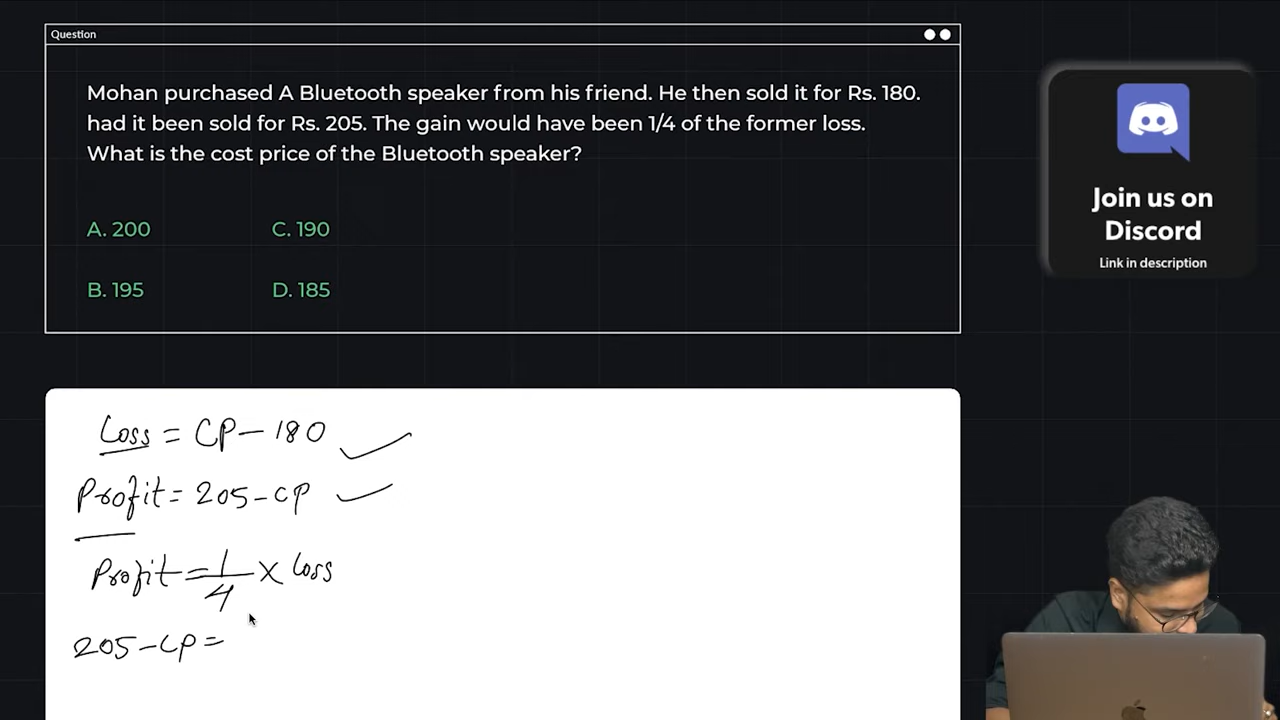 Question
Mohan purchased A Bluetooth speaker from his friend. He then sold it for Rs. 180.
had it been sold for Rs. 205. The gain would have been 1/4 of the former loss.
What is the cost price of the Bluetooth speaker?
A. 200 C. 190
B. 195 D. 185
Join us on
Discord
Link in description
Loss = CP - 180
Profit = 205 - CP
Profit = 1/4 X Loss
205 - CP =